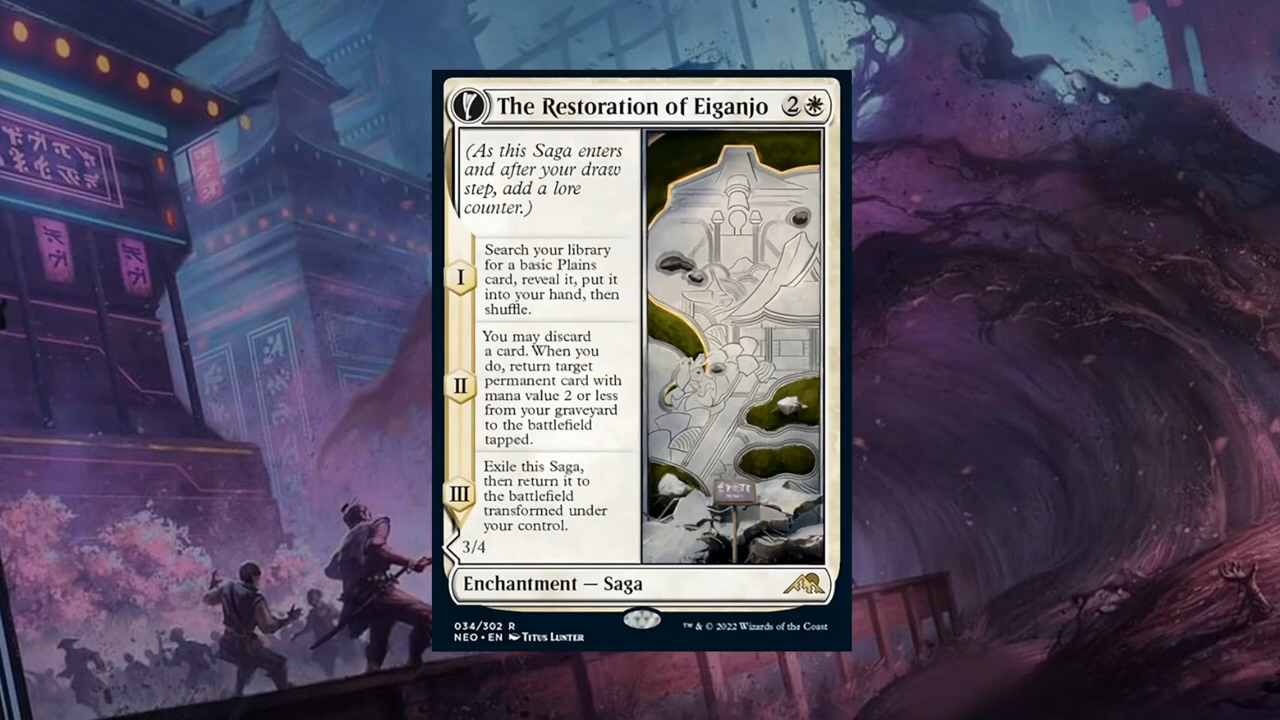 The Restoration of Eiganjo 2
(As this Saga enters
and after your draw
step, add a lore
counter.)
I
Search your library
for a basic Plains
card, reveal it, put it
into your hand, then
shuffle.
II
You may discard
a card. When you
do, return target
permanent card with
mana value 2 or less
from your graveyard
to the battlefield
tapped.
III
Exile this Saga,
then return it to
the battlefield
transformed under
your control.
3/4
Enchantment — Saga
034/302 R
NEO • EN Titus Lunter
™ & © 2022 Wizards of the Coast